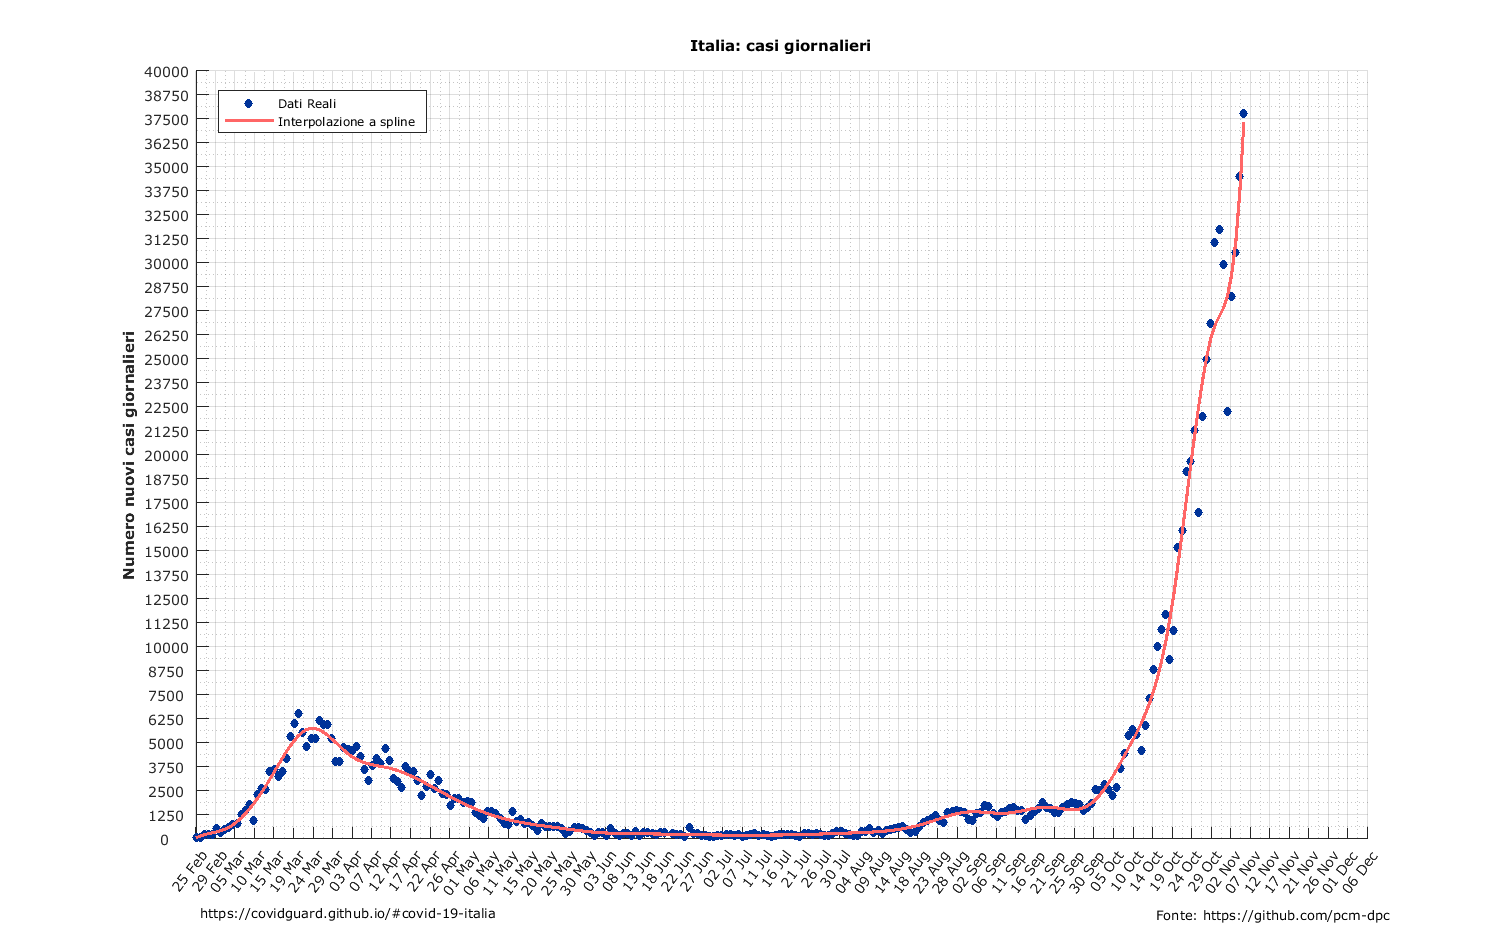 Italia: casi giornalieri
Dati Reali
Interpolazione a spline
Numero nuovi casi giornalieri
40000
38750
37500
36250
35000
33750
32500
31250
30000
28750
27500
26250
25000
23750
22500
21250
20000
18750
17500
16250
15000
13750
12500
11250
10000
8750
7500
6250
5000
3750
2500
1250
0
25 Feb
29 Feb
05 Mar
10 Mar
15 Mar
19 Mar
24 Mar
29 Mar
03 Apr
07 Apr
12 Apr
17 Apr
22 Apr
26 Apr
01 May
06 May
11 May
15 May
20 May
25 May
30 May
03 Jun
08 Jun
13 Jun
18 Jun
22 Jun
27 Jun
02 Jul
07 Jul
11 Jul
16 Jul
21 Jul
26 Jul
30 Jul
04 Aug
09 Aug
14 Aug
18 Aug
23 Aug
28 Aug
02 Sep
06 Sep
11 Sep
16 Sep
21 Sep
25 Sep
30 Sep
05 Oct
10 Oct
14 Oct
19 Oct
24 Oct
29 Oct
02 Nov
07 Nov
12 Nov
17 Nov
21 Nov
26 Nov
01 Dec
06 Dec
https://covidguard.github.io/#covid-19-italia
Fonte: https://github.com/pcm-dpc